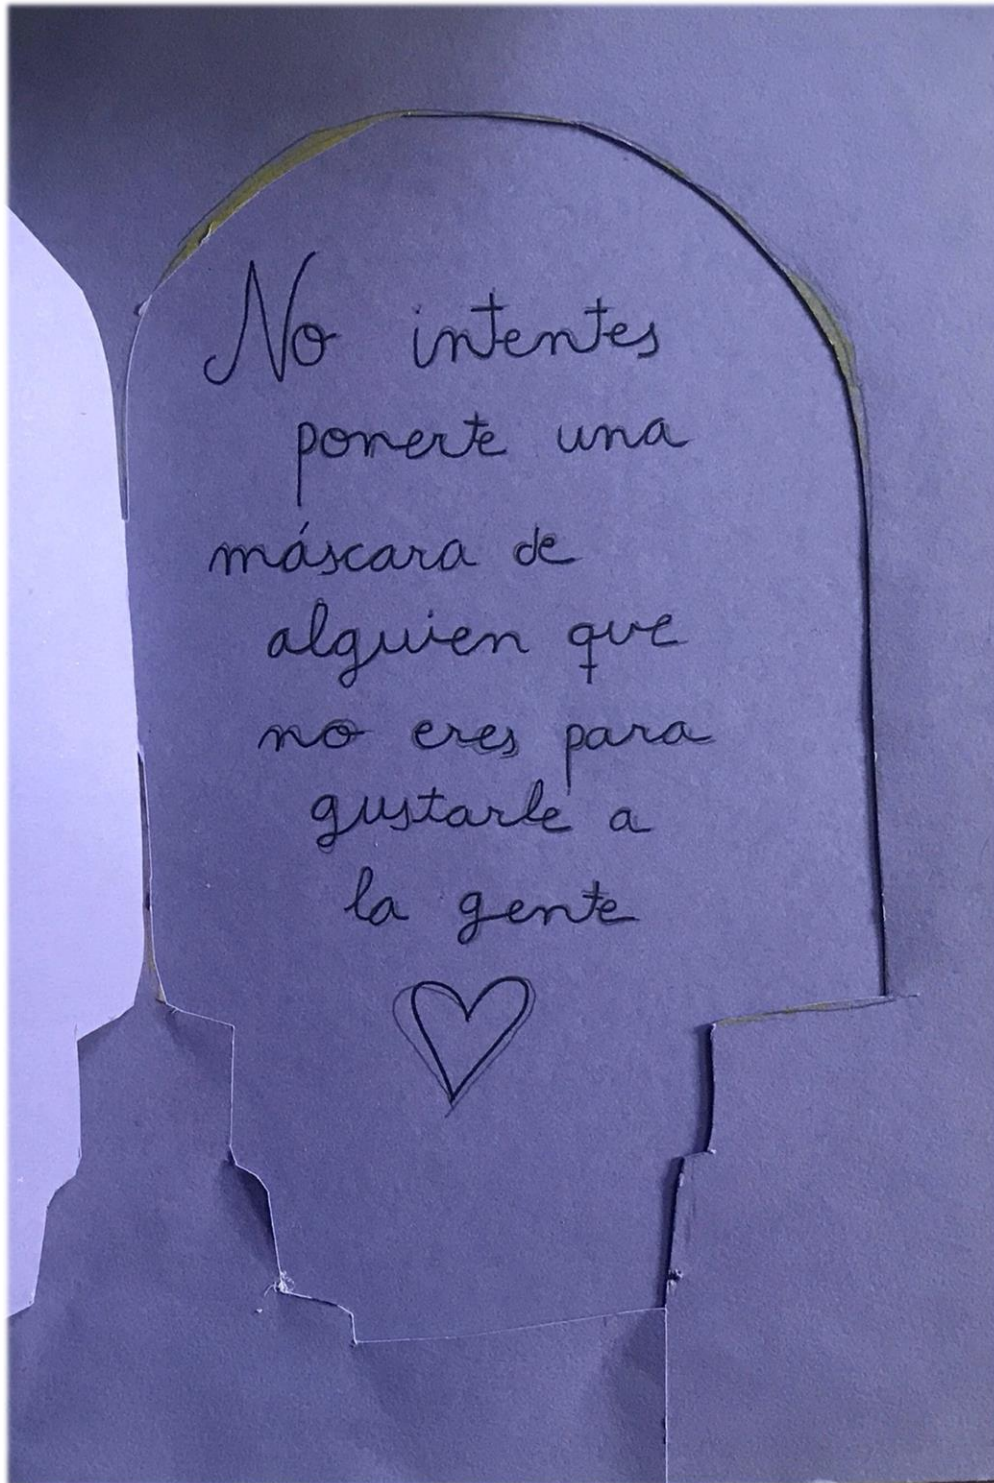 No intentes
ponerte una
máscara de
alguien que
no eres para
gustarle a
la gente